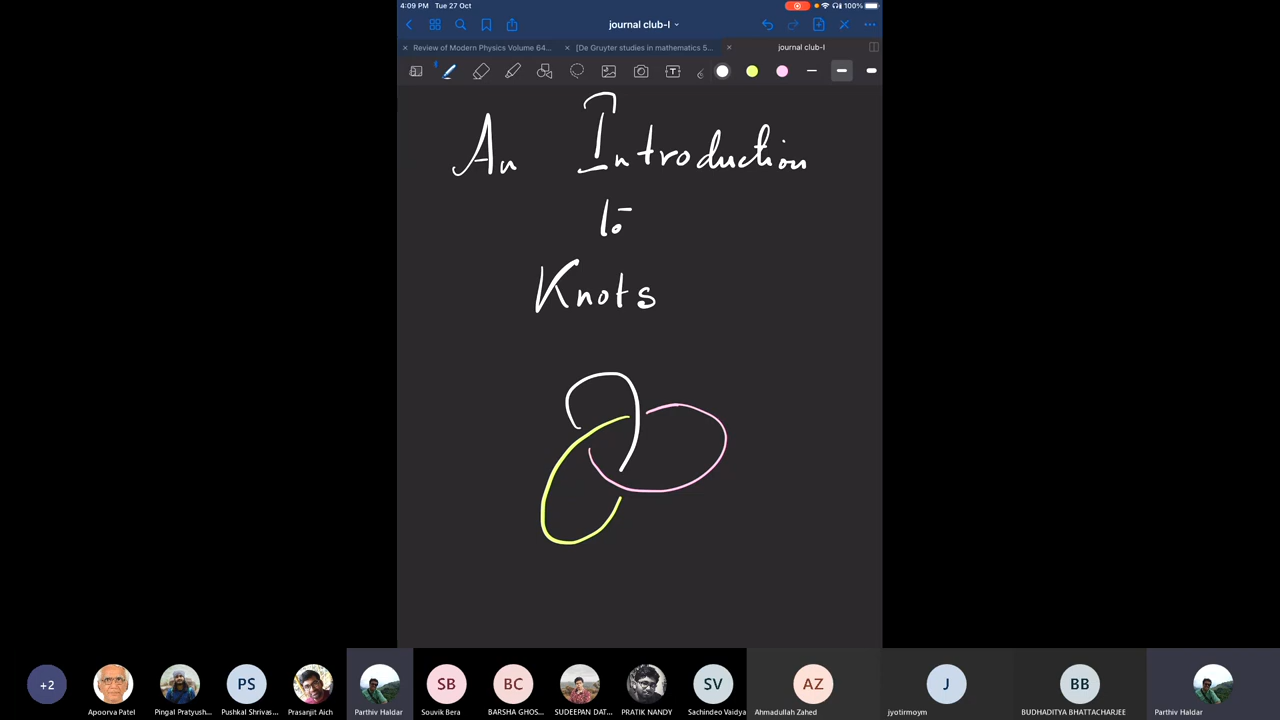 4:09 PM Tue 27 Oct
100%
journal club-I
Review of Modern Physics Volume 64...
[De Gruyter studies in mathematics 5...
journal club-I
An Introduction
to
Knots
+2
PS
SB
BC
SV
AZ
J
BB
Apoorva Patel
Pingal Pratyush...
Pushkal Shrivas...
Prasanjit Aich
Parthiv Haldar
Souvik Bera
BARSHA GHOS...
SUDEEPAN DAT...
PRATIK NANDY
Sachindeo Vaidya
Ahmadullah Zahed
jyotirmoym
BUDHADITYA BHATTACHARJEE
Parthiv Haldar